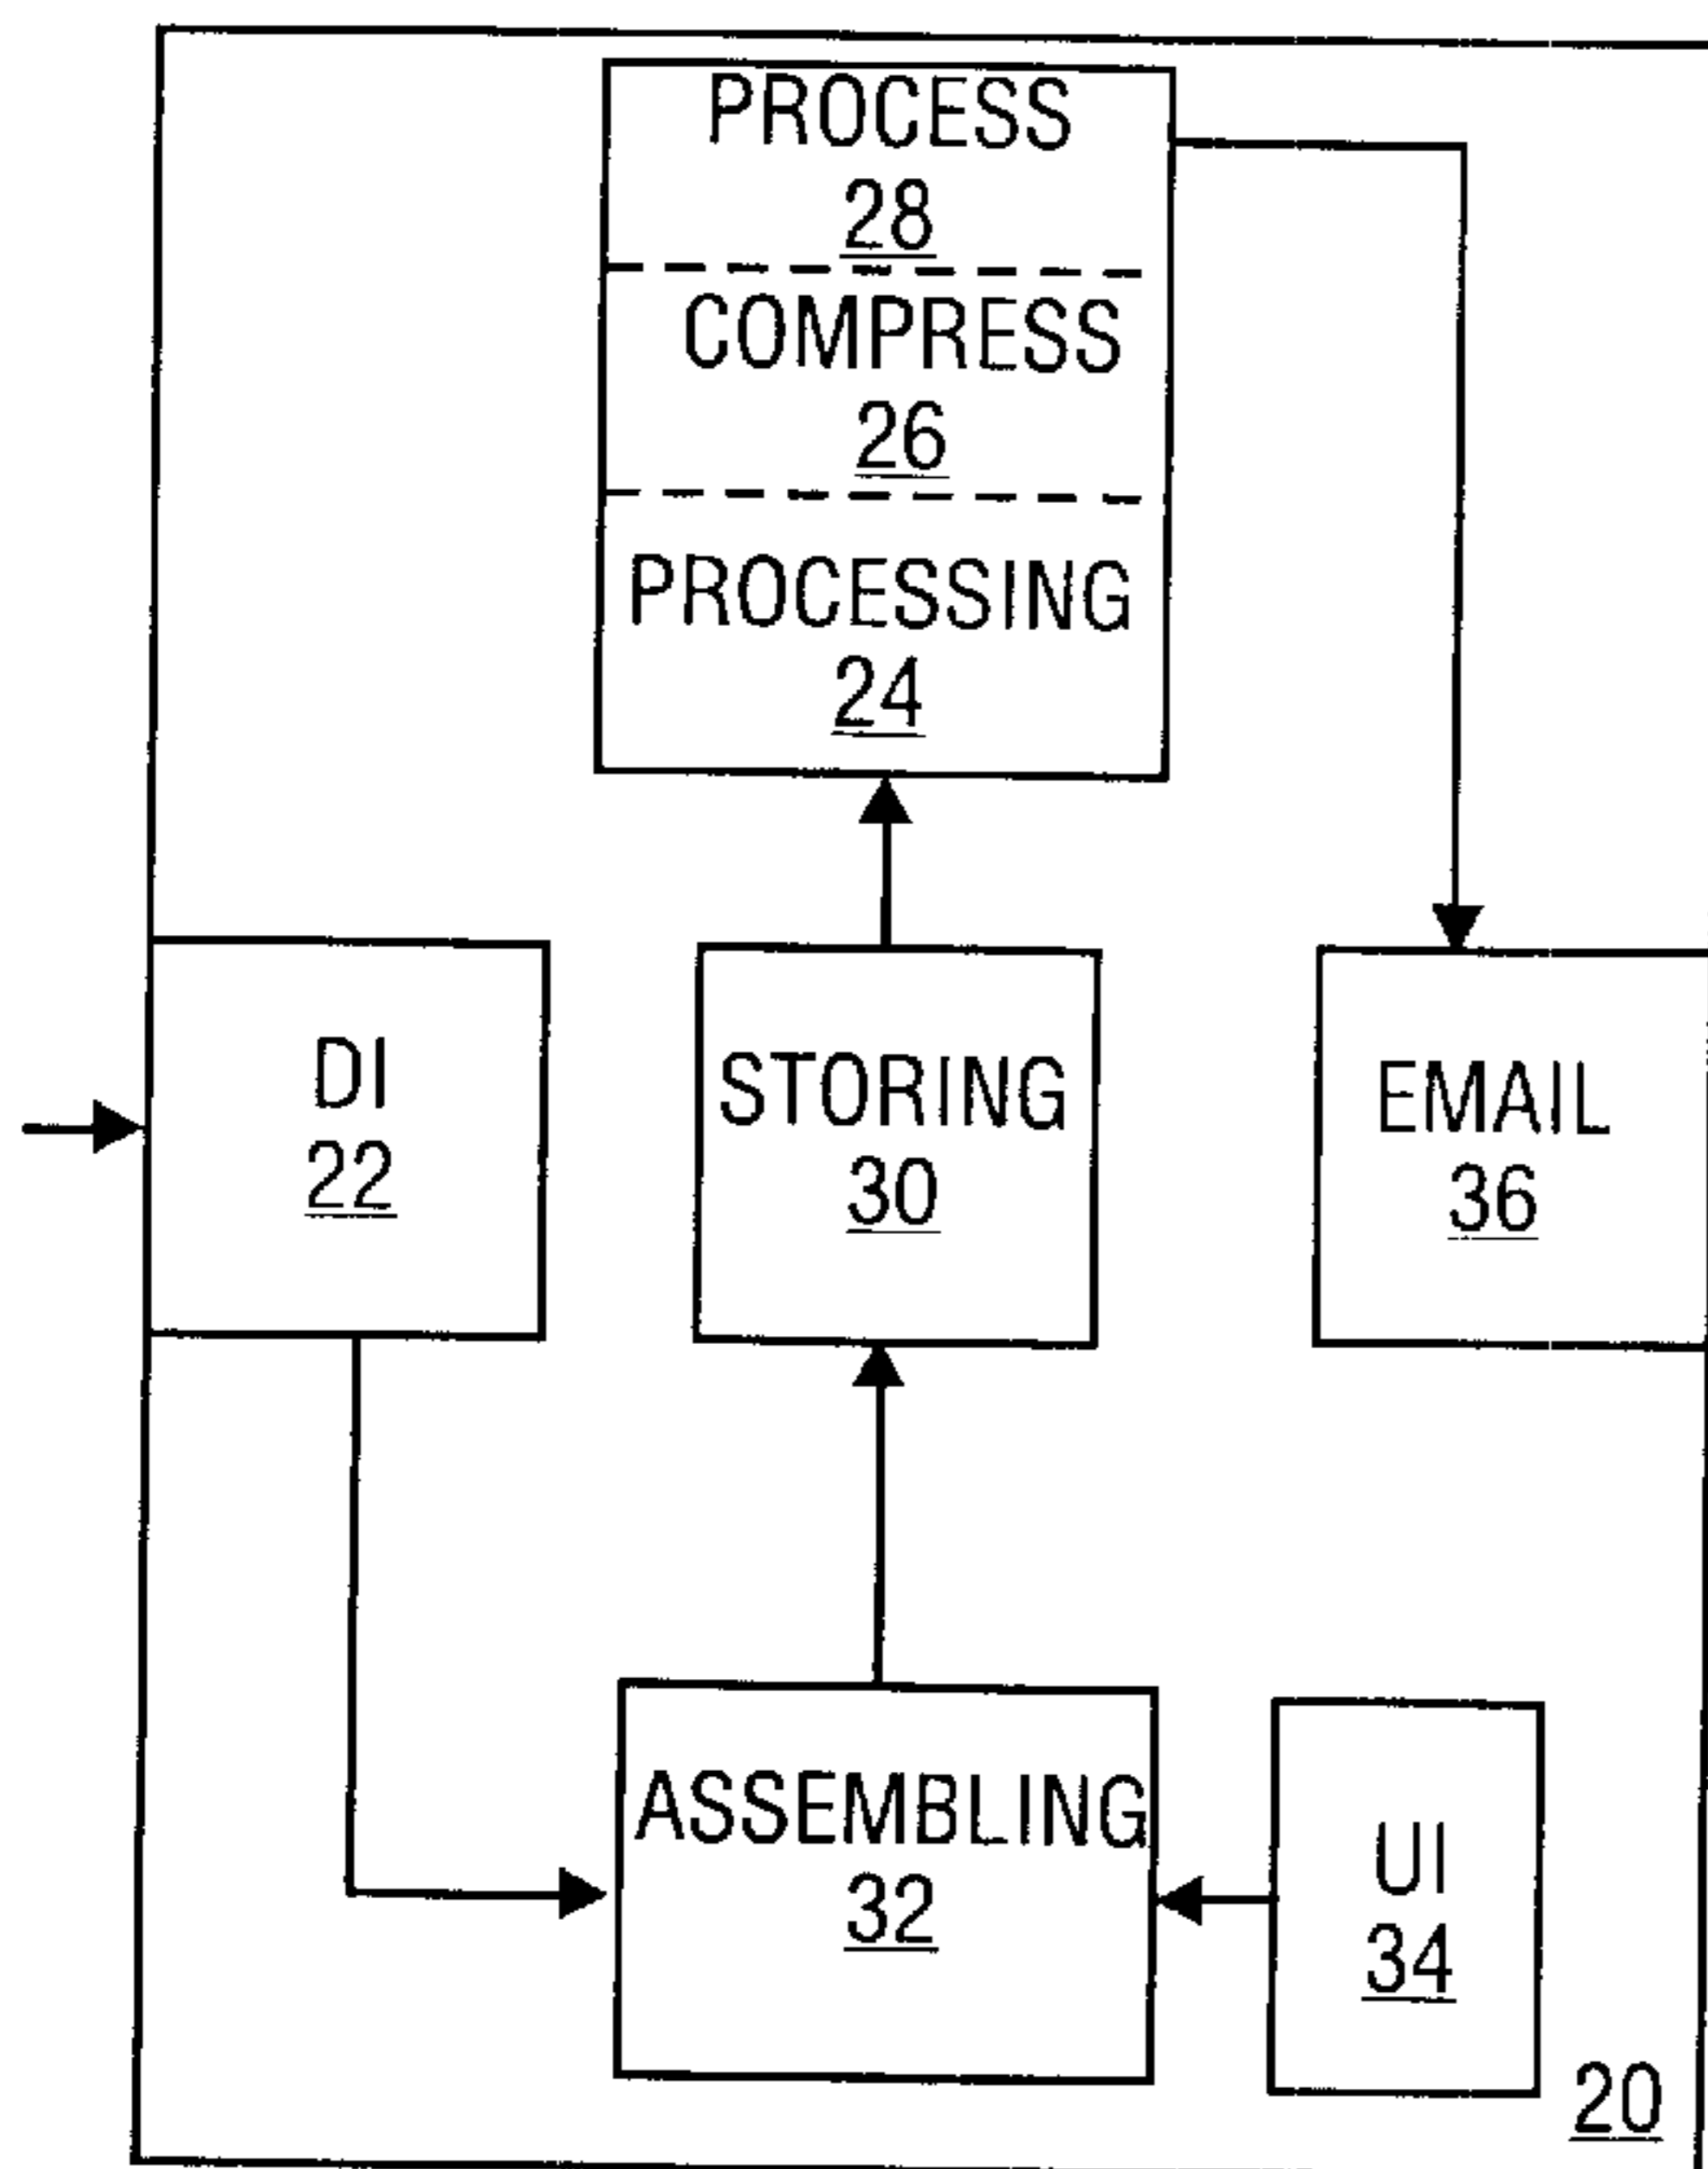 PROCESS
28
COMPRESS
26
PROCESSING
24
DI
22
STORING
30
EMAIL
36
ASSEMBLING
32
UI
34
20